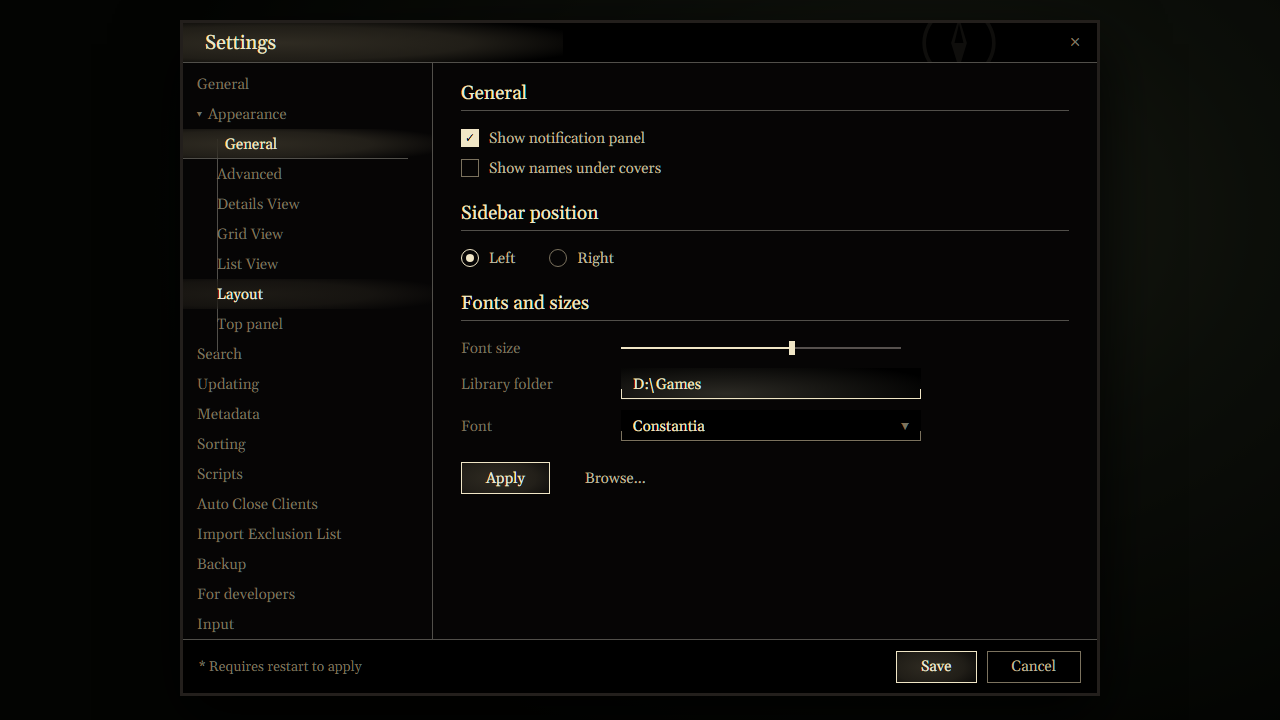 Settings
General
Appearance
General
Advanced
Details View
Grid View
List View
Layout
Top panel
Search
Updating
Metadata
Sorting
Scripts
Auto Close Clients
Import Exclusion List
Backup
For developers
Input
General
Show notification panel
Show names under covers
Sidebar position
Left Right
Fonts and sizes
Font size
Library folder D:\Games
Font Constantia
Apply Browse...
* Requires restart to apply
Save Cancel